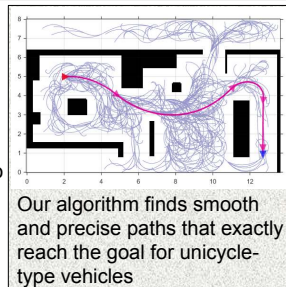 8
7
6
5
4
3
2
1
0
0 2 4 6 8 10 12
Our algorithm finds smooth
and precise paths that exactly
reach the goal for unicycle-
type vehicles